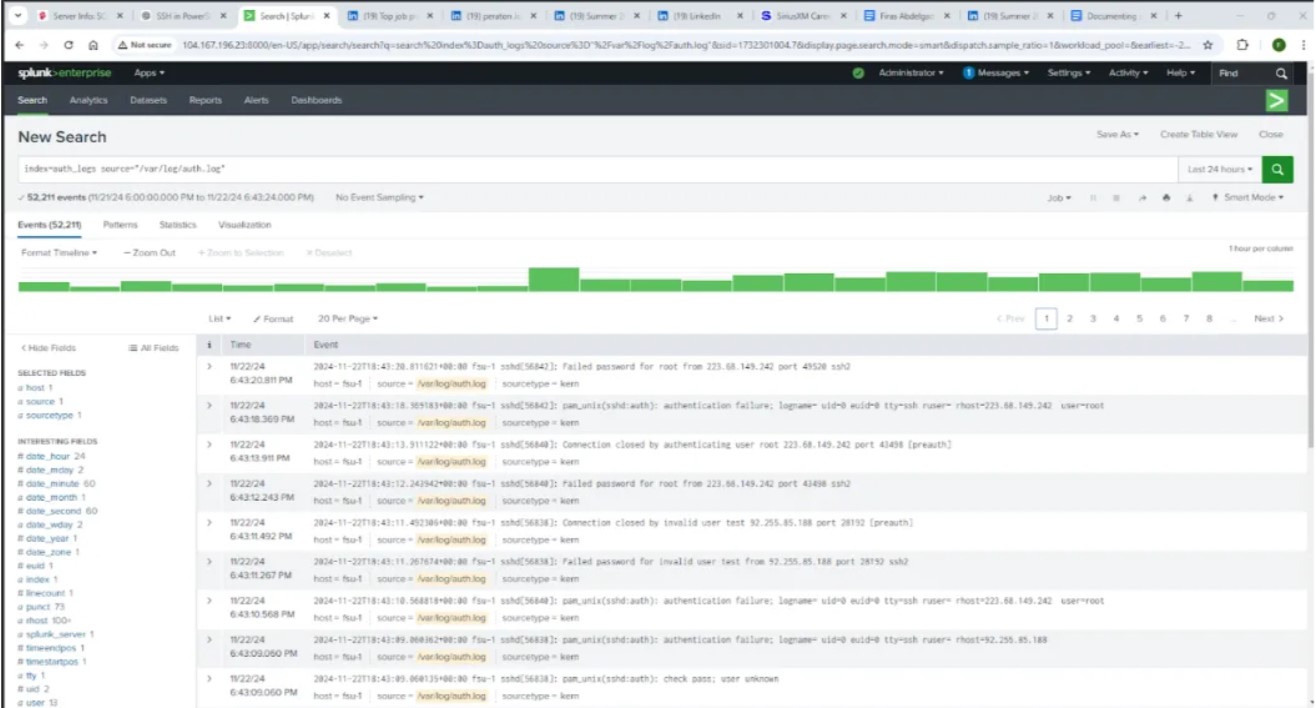 Server Info: SO
SSH in PowerS
Search | Splunk
(19) Top job p
(19) peraton
(19) Summer 2
(19) LinkedIn
SiriusXM Caree
Firas Abdelga
(19) Summer 2
Documenting
Not secure 104.167.196.23:8000/en-US/app/search/search?q=search%20index%3Dauth_logs%20source%3D"%2Fvar%2Flog%2Fauth.log"&sid=1732301004.7&display.page.search.mode=smart&dispatch.sample_ratio=1&workload_pool=&earliest=-2...
splunk>enterprise Apps Administrator 1 Messages Settings Activity Help Find
Search Analytics Datasets Reports Alerts Dashboards
New Search Save As Create Table View Close
index=auth_logs source="/var/log/auth.log" Last 24 hours
52,211 events (11/21/24 6:00:00.000 PM to 11/22/24 6:43:24.000 PM) No Event Sampling Job Smart Mode
Events (52,211) Patterns Statistics Visualization
Format Timeline — Zoom Out + Zoom to Selection × Deselect 1 hour per column
List Format 20 Per Page < Prev 1 2 3 4 5 6 7 8 ... Next >
< Hide Fields All Fields i Time Event
SELECTED FIELDS
a host 1
a source 1
a sourcetype 1
INTERESTING FIELDS
# date_hour 24
# date_mday 2
# date_minute 60
a date_month 1
# date_second 60
a date_wday 2
# date_year 1
# date_zone 1
# euid 1
a index 1
# linecount 1
a punct 73
a rhost 100+
a splunk_server 1
# timeendpos 1
# timestartpos 1
a tty 1
# uid 2
a user 13
11/22/24 2024-11-22T18:43:20.811621+00:00 fsu-1 sshd[56842]: Failed password for root from 223.68.149.242 port 49520 ssh2
6:43:20.811 PM host = fsu-1 source = /var/log/auth.log sourcetype = kern
11/22/24 2024-11-22T18:43:18.369183+00:00 fsu-1 sshd[56842]: pam_unix(sshd:auth): authentication failure; logname= uid=0 euid=0 tty=ssh ruser= rhost=223.68.149.242 user=root
6:43:18.369 PM host = fsu-1 source = /var/log/auth.log sourcetype = kern
11/22/24 2024-11-22T18:43:13.911122+00:00 fsu-1 sshd[56840]: Connection closed by authenticating user root 223.68.149.242 port 43498 [preauth]
6:43:13.911 PM host = fsu-1 source = /var/log/auth.log sourcetype = kern
11/22/24 2024-11-22T18:43:12.243942+00:00 fsu-1 sshd[56840]: Failed password for root from 223.68.149.242 port 43498 ssh2
6:43:12.243 PM host = fsu-1 source = /var/log/auth.log sourcetype = kern
11/22/24 2024-11-22T18:43:11.492306+00:00 fsu-1 sshd[56838]: Connection closed by invalid user test 92.255.85.188 port 28192 [preauth]
6:43:11.492 PM host = fsu-1 source = /var/log/auth.log sourcetype = kern
11/22/24 2024-11-22T18:43:11.267674+00:00 fsu-1 sshd[56838]: Failed password for invalid user test from 92.255.85.188 port 28192 ssh2
6:43:11.267 PM host = fsu-1 source = /var/log/auth.log sourcetype = kern
11/22/24 2024-11-22T18:43:10.568818+00:00 fsu-1 sshd[56840]: pam_unix(sshd:auth): authentication failure; logname= uid=0 euid=0 tty=ssh ruser= rhost=223.68.149.242 user=root
6:43:10.568 PM host = fsu-1 source = /var/log/auth.log sourcetype = kern
11/22/24 2024-11-22T18:43:09.060362+00:00 fsu-1 sshd[56838]: pam_unix(sshd:auth): authentication failure; logname= uid=0 euid=0 tty=ssh ruser= rhost=92.255.85.188
6:43:09.060 PM host = fsu-1 source = /var/log/auth.log sourcetype = kern
11/22/24 2024-11-22T18:43:09.060135+00:00 fsu-1 sshd[56838]: pam_unix(sshd:auth): check pass; user unknown
6:43:09.060 PM host = fsu-1 source = /var/log/auth.log sourcetype = kern